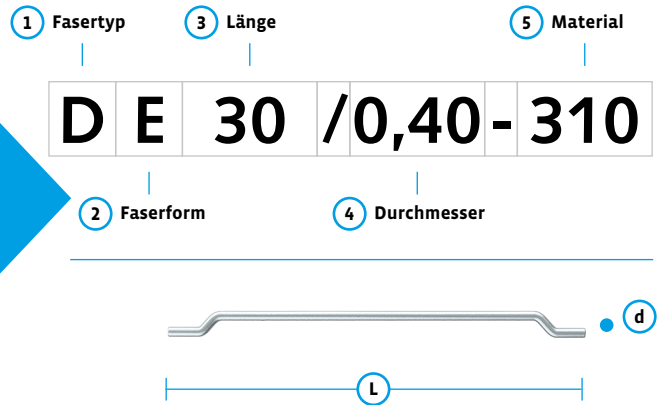 1 Fasertyp 3 Länge 5 Material
D E 30 /0,40-310
2 Faserform 4 Durchmesser
d
L